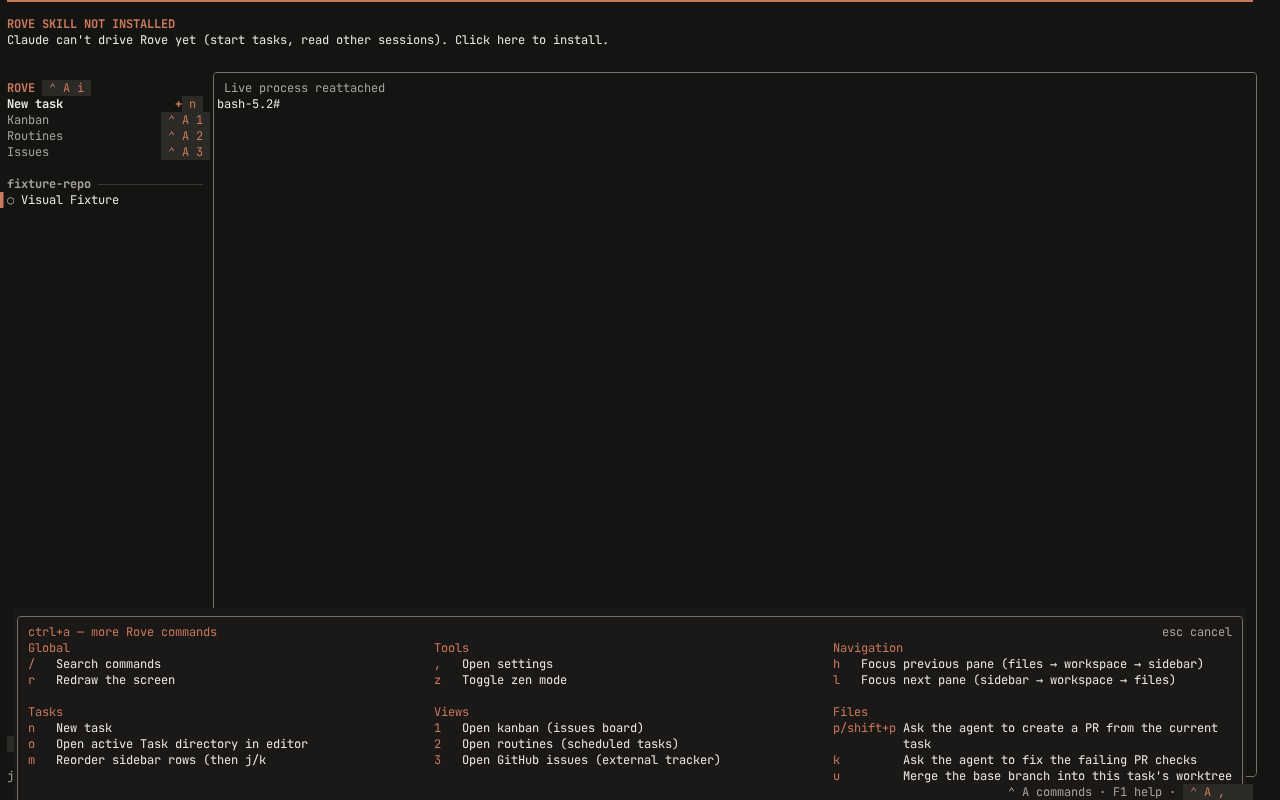 ROVE SKILL NOT INSTALLED
Claude can't drive Rove yet (start tasks, read other sessions). Click here to install.
ROVE ^ A i
New task + n
Kanban ^ A 1
Routines ^ A 2
Issues ^ A 3
fixture-repo
○ Visual Fixture
Live process reattached
bash-5.2#
ctrl+a — more Rove commands
esc cancel
Global
/ Search commands
r Redraw the screen
Tasks
n New task
o Open active Task directory in editor
m Reorder sidebar rows (then j/k
Tools
, Open settings
z Toggle zen mode
Views
1 Open kanban (issues board)
2 Open routines (scheduled tasks)
3 Open GitHub issues (external tracker)
Navigation
h Focus previous pane (files → workspace → sidebar)
l Focus next pane (sidebar → workspace → files)
Files
p/shift+p Ask the agent to create a PR from the current
task
k Ask the agent to fix the failing PR checks
u Merge the base branch into this task's worktree
j
^ A commands · F1 help · ^ A ,